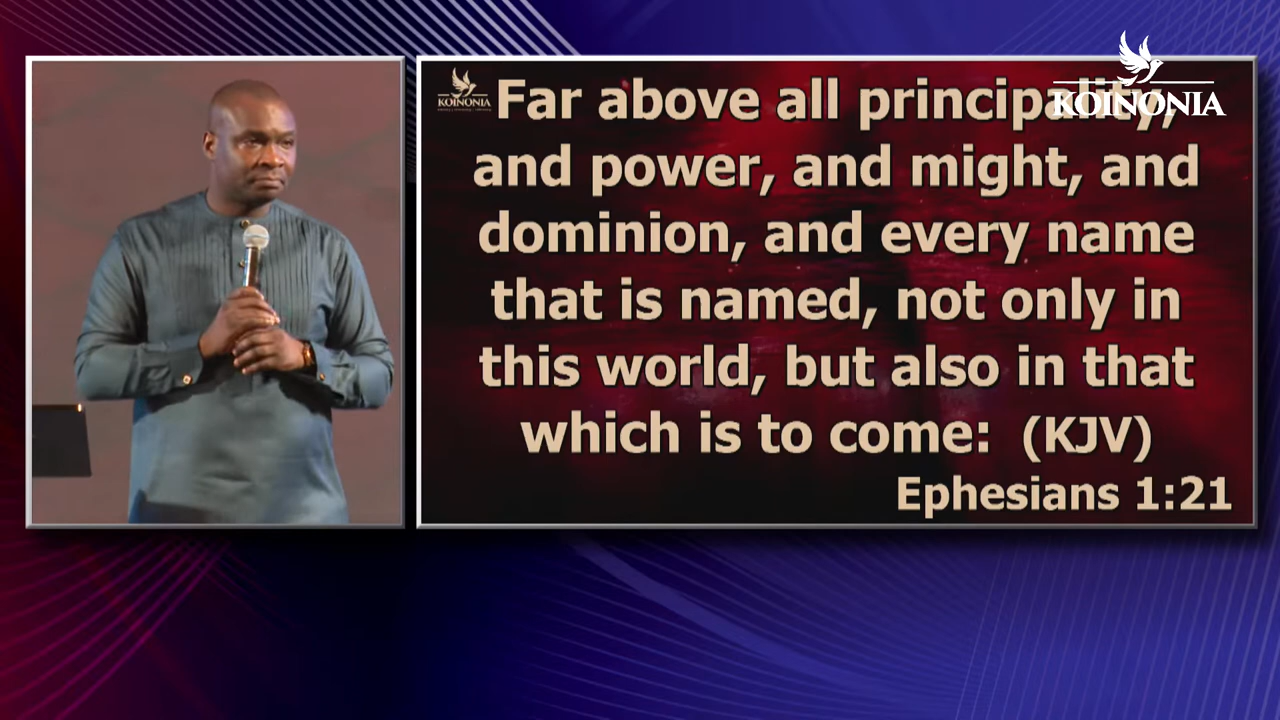 KOINONIA
KOINONIA
Far above all principality,
and power, and might, and
dominion, and every name
that is named, not only in
this world, but also in that
which is to come: (KJV)
Ephesians 1:21